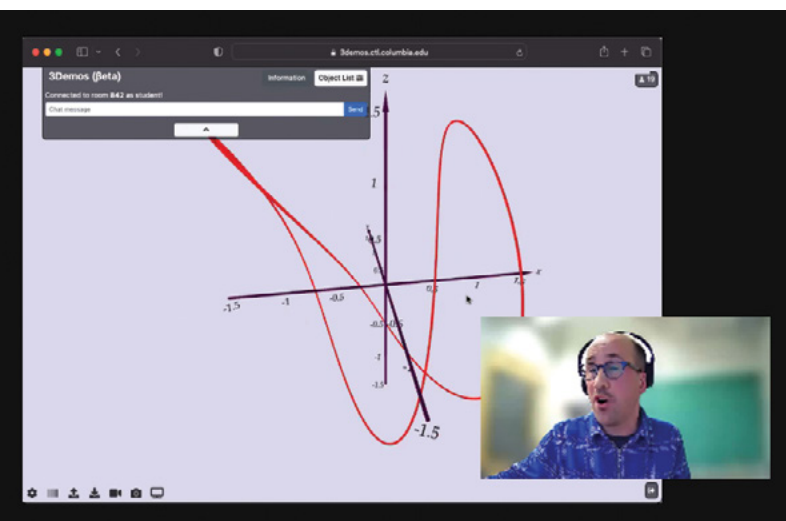 3demos.ctl.columbia.edu
3Demos (βeta)
Information
Object List
Connected to room 842 as student!
Chat message
Send
19
z
1.5
1
0.5
-1.5
-1
-0.5
0.5
1
x
-0.5
-0.5
-1
-1.5
-1.5